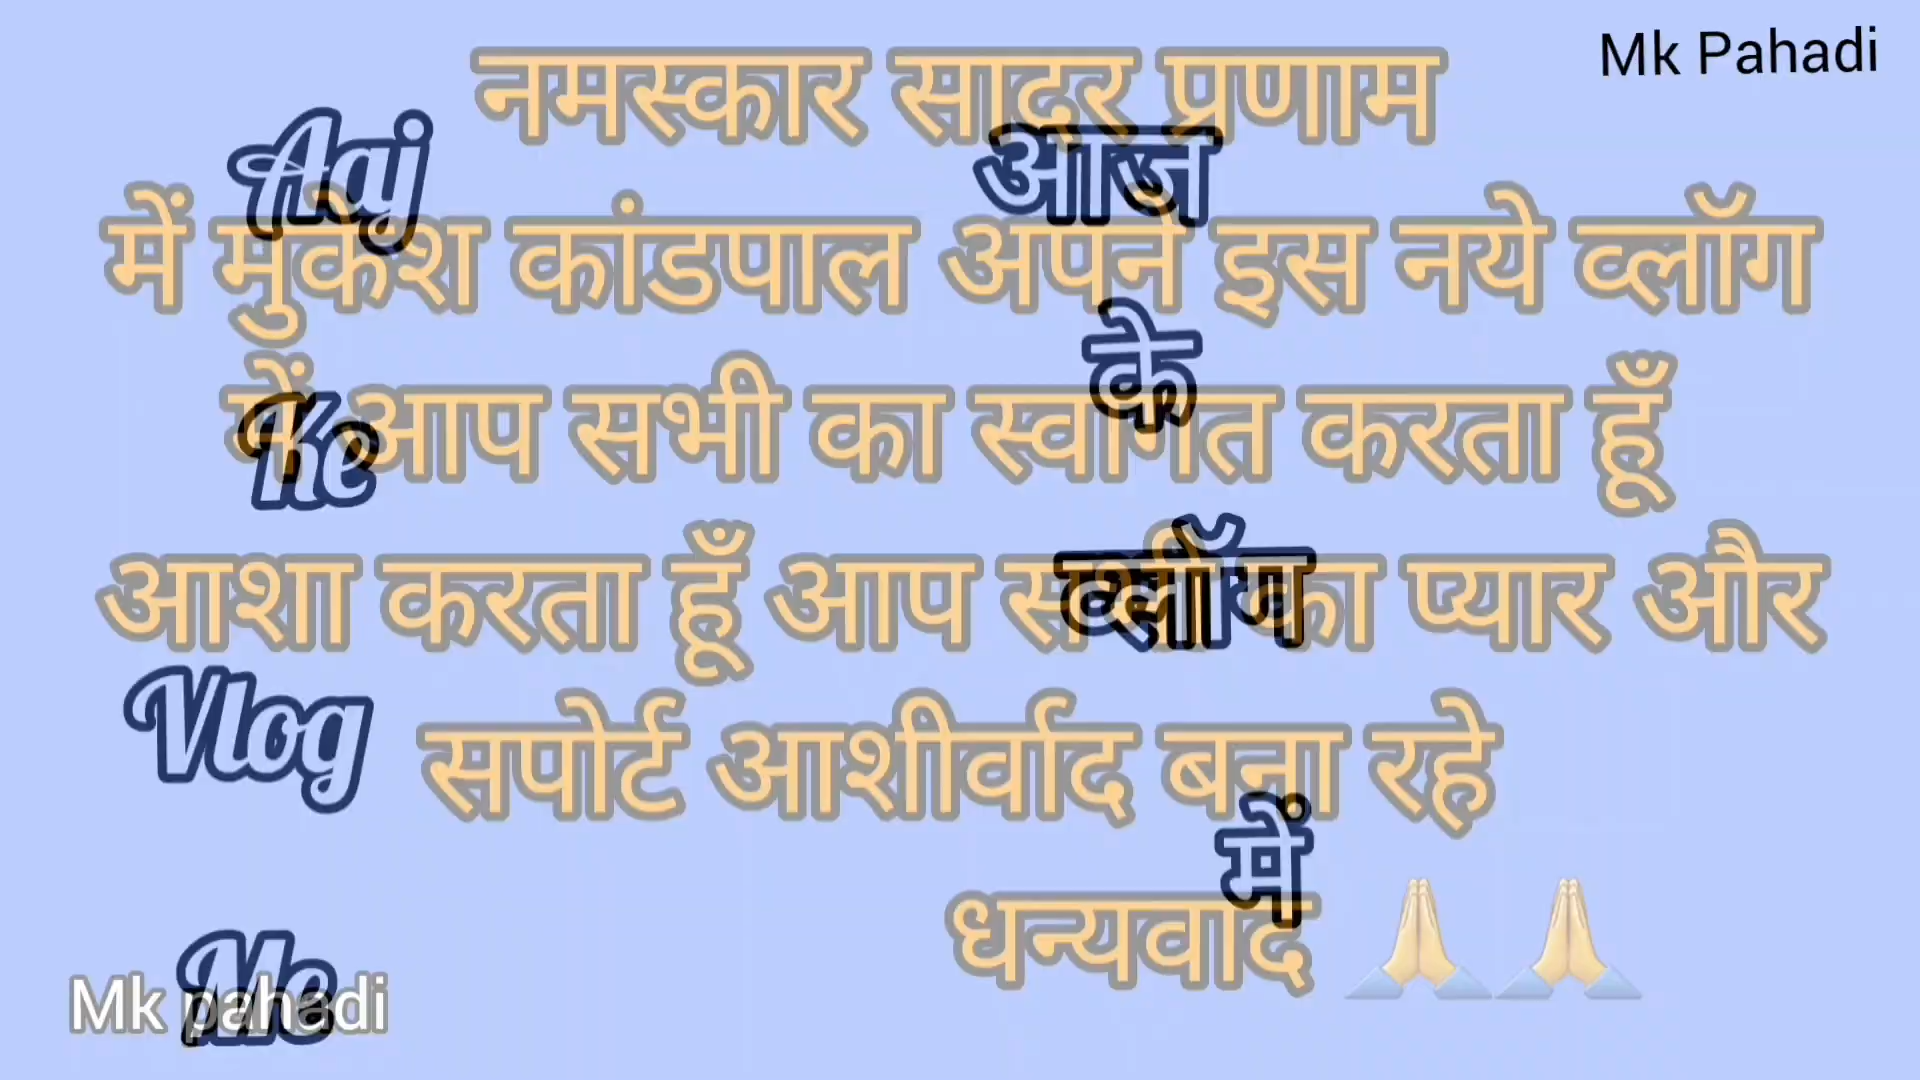 Mk Pahadi
नमस्कार सादर प्रणाम
में मुकेश कांडपाल अपने इस नये व्लॉग
में आप सभी का स्वागत करता हूँ
आशा करता हूँ आप सभी का प्यार और
सपोर्ट आशीर्वाद बना रहे
धन्यवाद 🙏🏻🙏🏻
Aaj
Ke
Vlog
Me
आज
के
व्लॉग
में
Mk pahadi